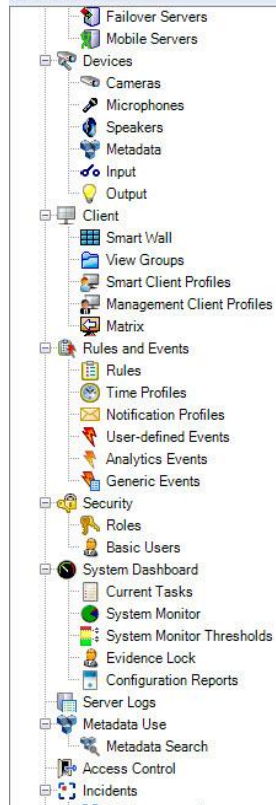 Failover Servers
Mobile Servers
Devices
Cameras
Microphones
Speakers
Metadata
Input
Output
Client
Smart Wall
View Groups
Smart Client Profiles
Management Client Profiles
Matrix
Rules and Events
Rules
Time Profiles
Notification Profiles
User-defined Events
Analytics Events
Generic Events
Security
Roles
Basic Users
System Dashboard
Current Tasks
System Monitor
System Monitor Thresholds
Evidence Lock
Configuration Reports
Server Logs
Metadata Use
Metadata Search
Access Control
Incidents